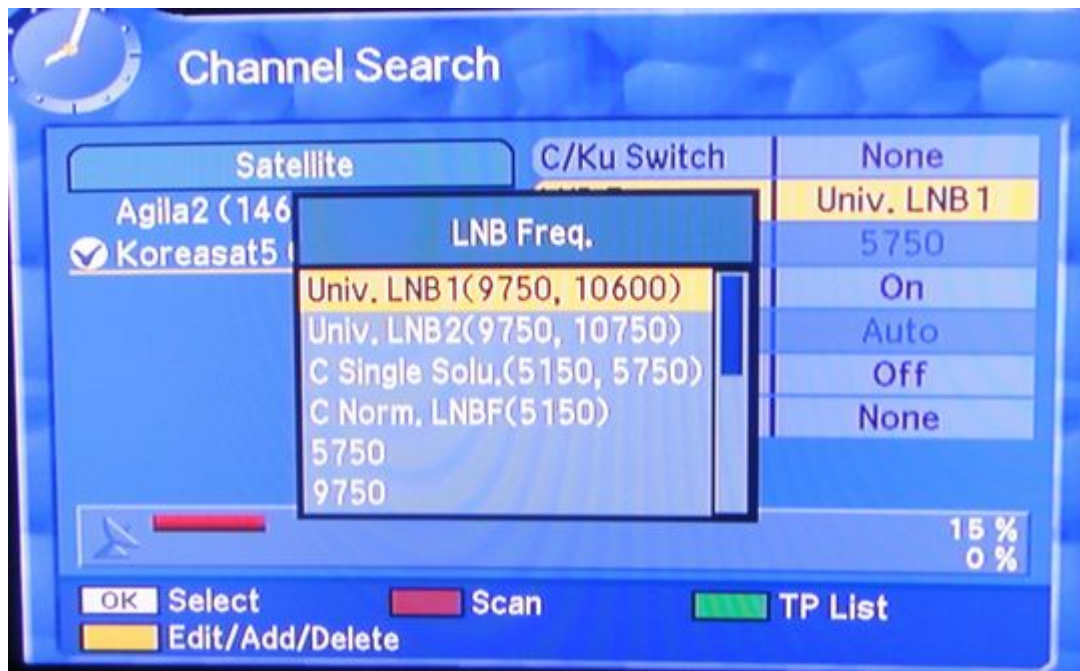 Channel Search
Satellite
C/Ku Switch
None
Agila2 (146
Univ. LNB 1
Koreasat5 (
5750
LNB Freq.
On
Auto
Off
None
Univ. LNB1(9750, 10600)
Univ. LNB2(9750, 10750)
C Single Solu.(5150, 5750)
C Norm. LNBF(5150)
5750
9750
15 %
0 %
OK Select
Scan
TP List
Edit/Add/Delete